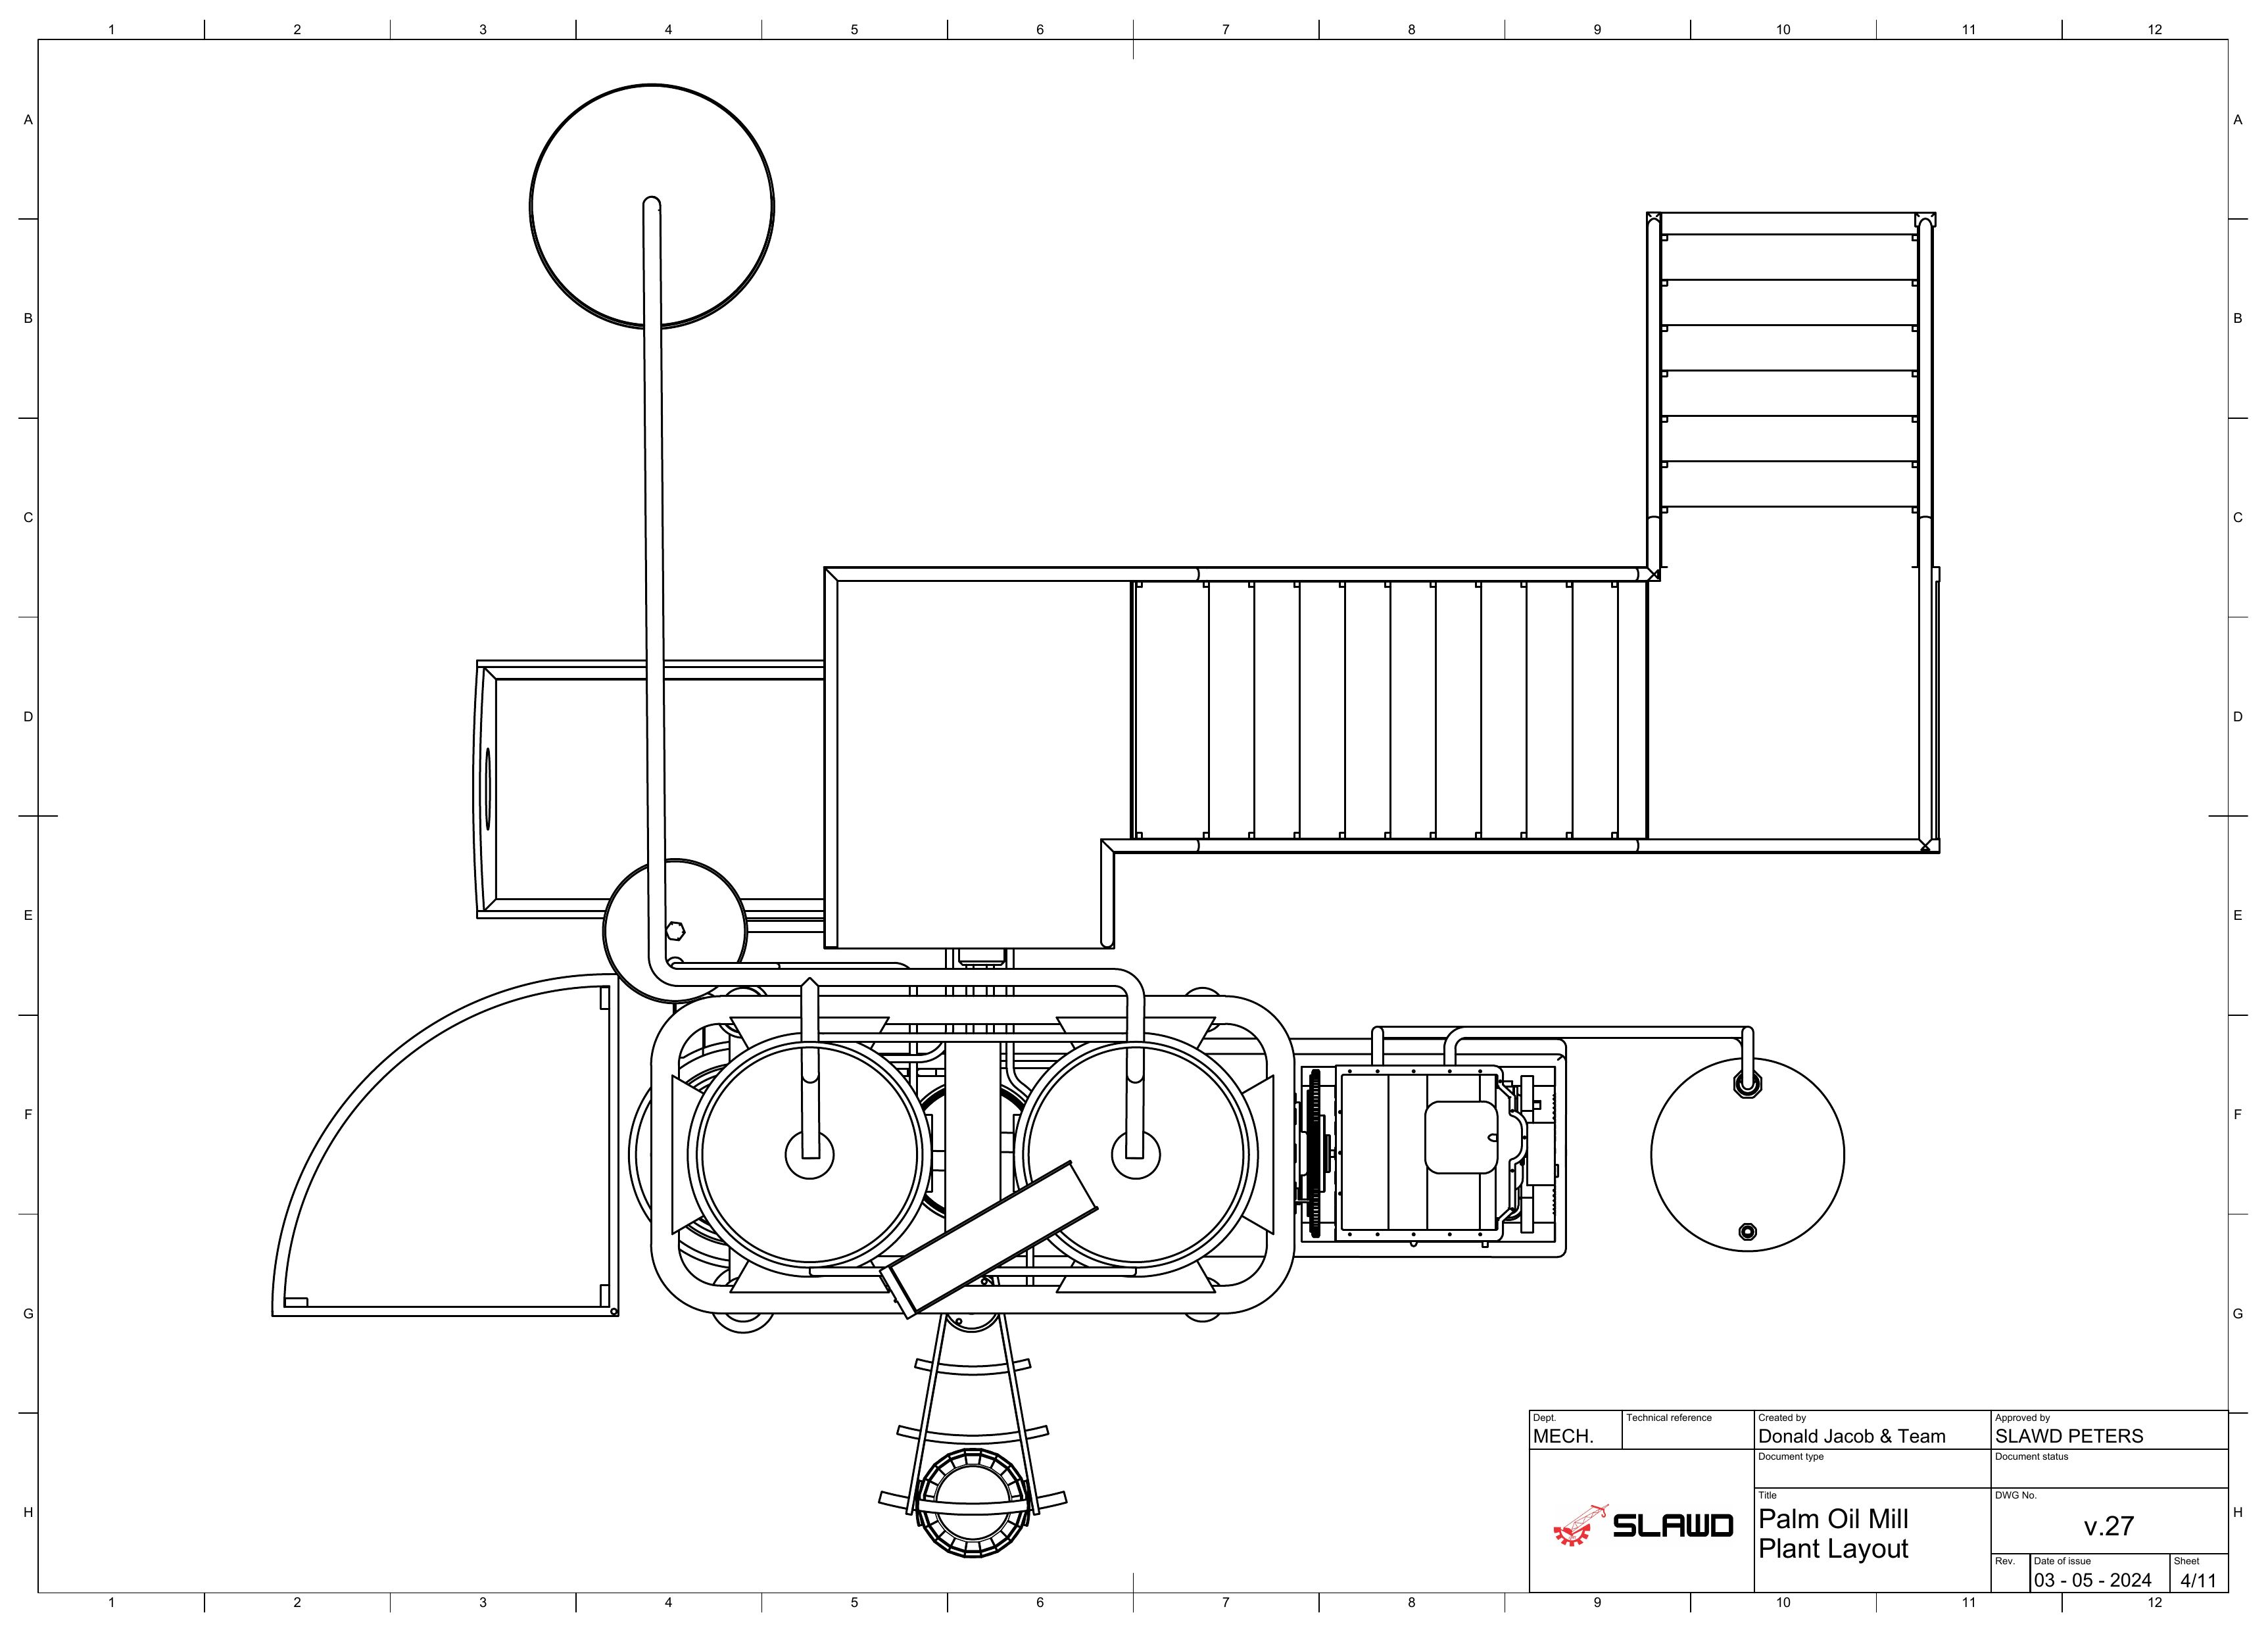 1 2 3 4 5 6 7 8 9 10 11 12
A A
B B
C C
D D
E E
F F
G G
H H
Dept. Technical reference Created by Approved by
MECH. Donald Jacob & Team SLAWD PETERS
Document type Document status
Title DWG No.
Palm Oil Mill
Plant Layout
SLAWD
v.27
Rev. Date of issue Sheet
03 - 05 - 2024 4/11
1 2 3 4 5 6 7 8 9 10 11 12